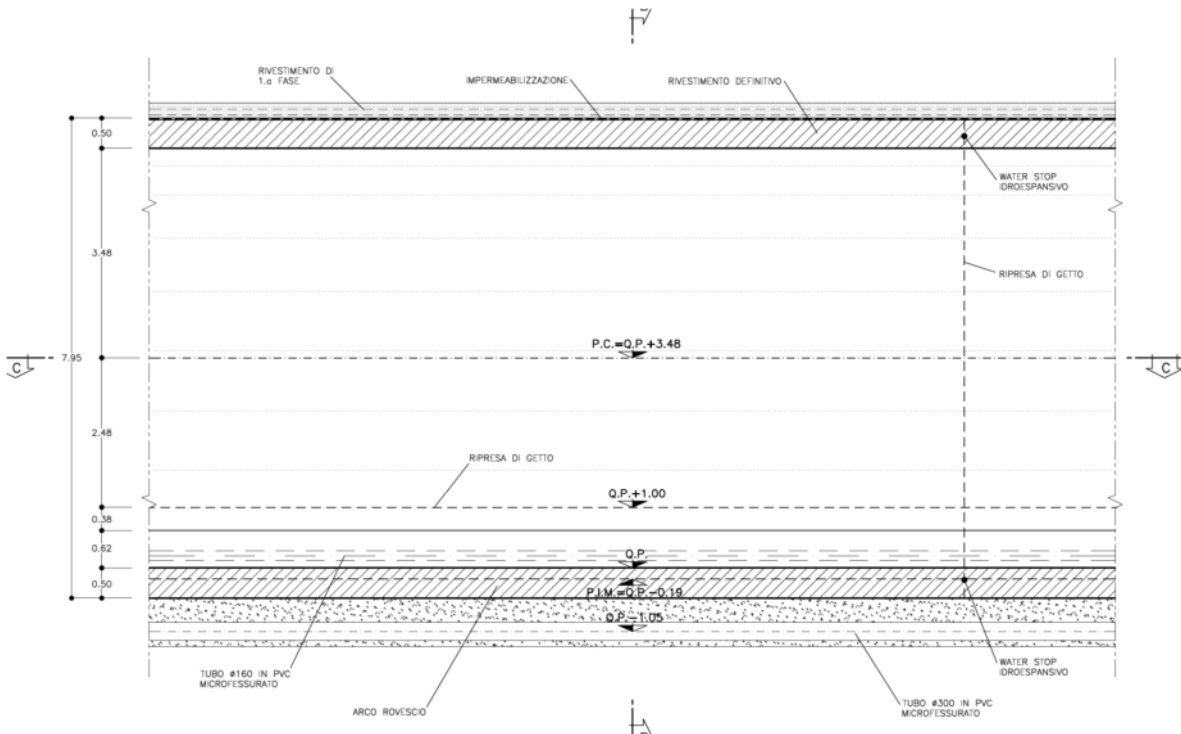 RIVESTIMENTO DI
1.a FASE
IMPERMEABILIZZAZIONE
RIVESTIMENTO DEFINITIVO
0.50
WATER STOP
IDROESPANSIVO
3.48
RIPRESA DI GETTO
P.C.=Q.P.+3.48
7.95
C
C
2.48
RIPRESA DI GETTO
Q.P.+1.00
0.38
0.62
Q.P.
0.50
P.I.M.=Q.P.-0.19
Q.P.-1.05
TUBO ø160 IN PVC
MICROFESSURATO
ARCO ROVESCIO
WATER STOP
IDROESPANSIVO
TUBO ø300 IN PVC
MICROFESSURATO